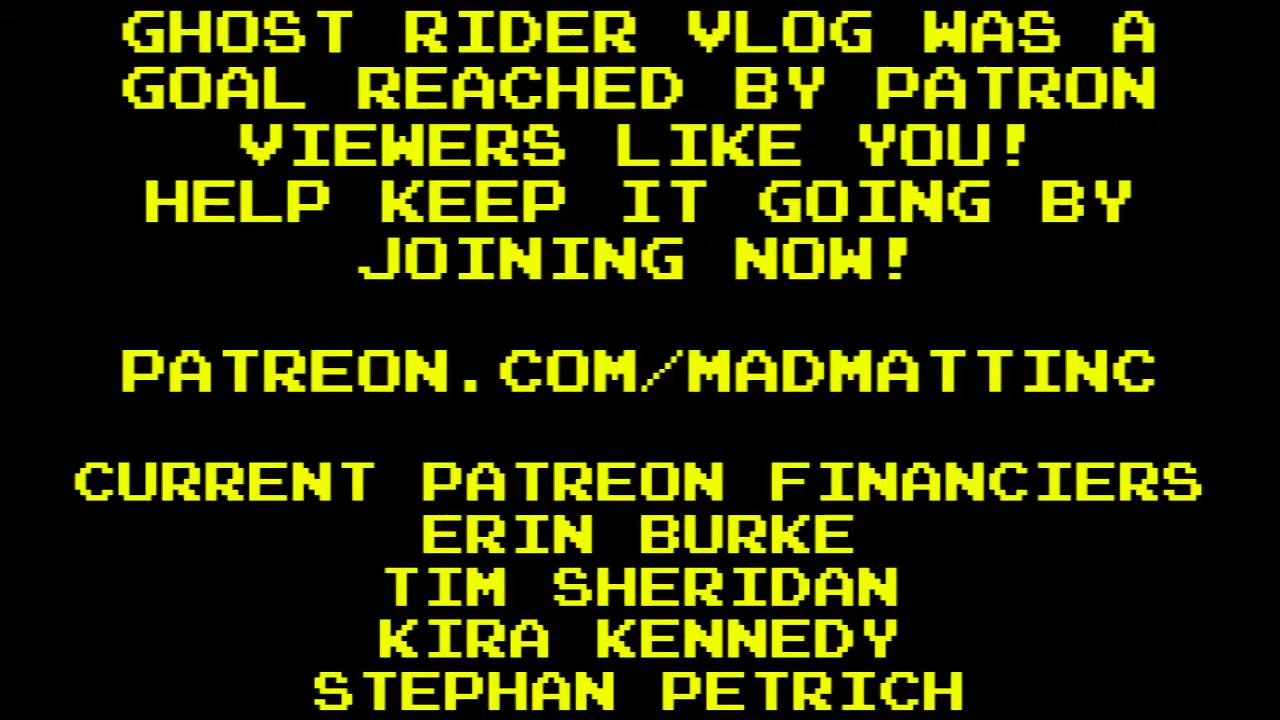 GHOST RIDER VLOG WAS A
GOAL REACHED BY PATRON
VIEWERS LIKE YOU!
HELP KEEP IT GOING BY
JOINING NOW!
PATREON.COM/MADMATTINC
CURRENT PATREON FINANCIERS
ERIN BURKE
TIM SHERIDAN
KIRA KENNEDY
STEPHAN PETRICH